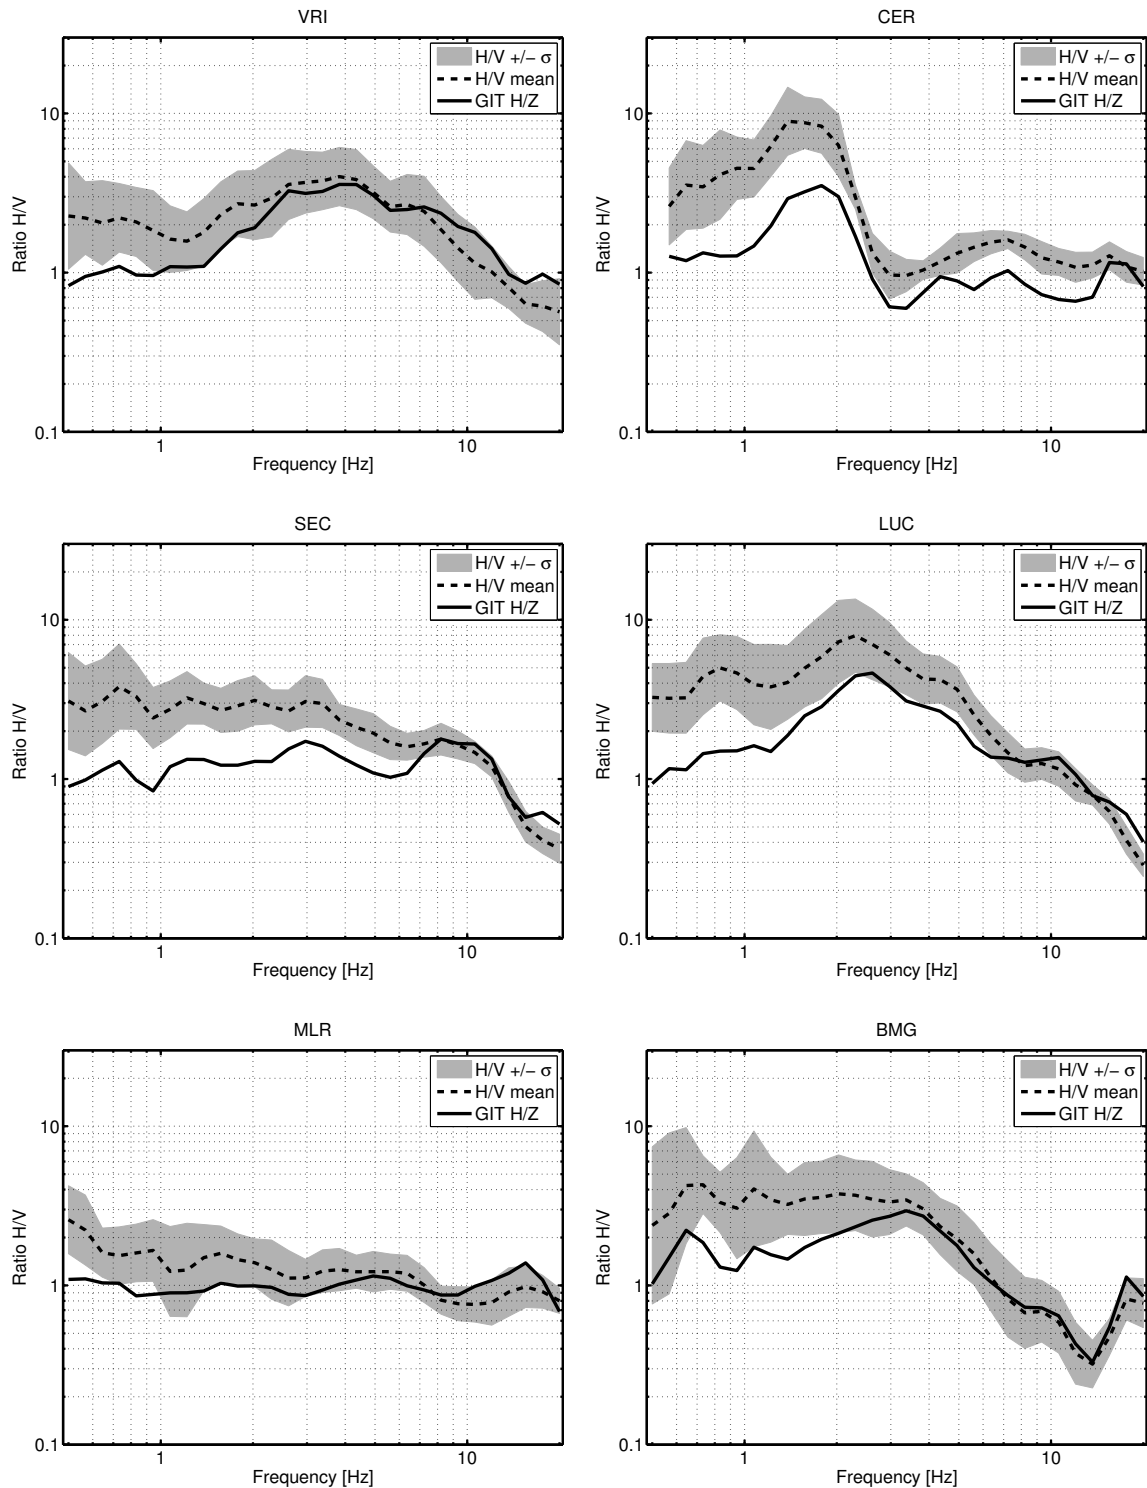 VRI
H/V +/− σ
H/V mean
GIT H/Z
10
1
0.1
Ratio H/V
1
10
Frequency [Hz]
CER
H/V +/− σ
H/V mean
GIT H/Z
10
1
0.1
Ratio H/V
1
10
Frequency [Hz]
SEC
H/V +/− σ
H/V mean
GIT H/Z
10
1
0.1
Ratio H/V
1
10
Frequency [Hz]
LUC
H/V +/− σ
H/V mean
GIT H/Z
10
1
0.1
Ratio H/V
1
10
Frequency [Hz]
MLR
H/V +/− σ
H/V mean
GIT H/Z
10
1
0.1
Ratio H/V
1
10
Frequency [Hz]
BMG
H/V +/− σ
H/V mean
GIT H/Z
10
1
0.1
Ratio H/V
1
10
Frequency [Hz]